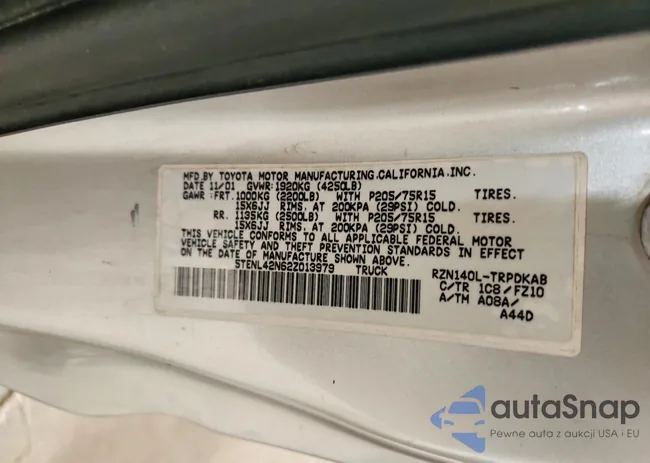 MFD.BY TOYOTA MOTOR MANUFACTURING.CALIFORNIA.INC.
DATE 11/01 GVWR:1920KG (4250LB)
GAWR : FRT. 1000KG (2200LB) WITH P205/75R15 TIRES.
15X6JJ RIMS, AT 200KPA (29PSI) COLD.
RR. 1135KG (2500LB) WITH P205/75R15 TIRES.
15X6JJ RIMS, AT 200KPA (29PSI) COLD.
THIS VEHICLE CONFORMS TO ALL APPLICABLE FEDERAL MOTOR
VEHICLE SAFETY AND THEFT PREVENTION STANDARDS IN EFFECT
ON THE DATE OF MANUFACTURE SHOWN ABOVE.
5TENL42N62Z013979 TRUCK
RZN140L-TRPDKAB
C/TR 1C8/FZ10
A/TM A08A/
A44D
autaSnap
Pewne auta z aukcji USA i EU